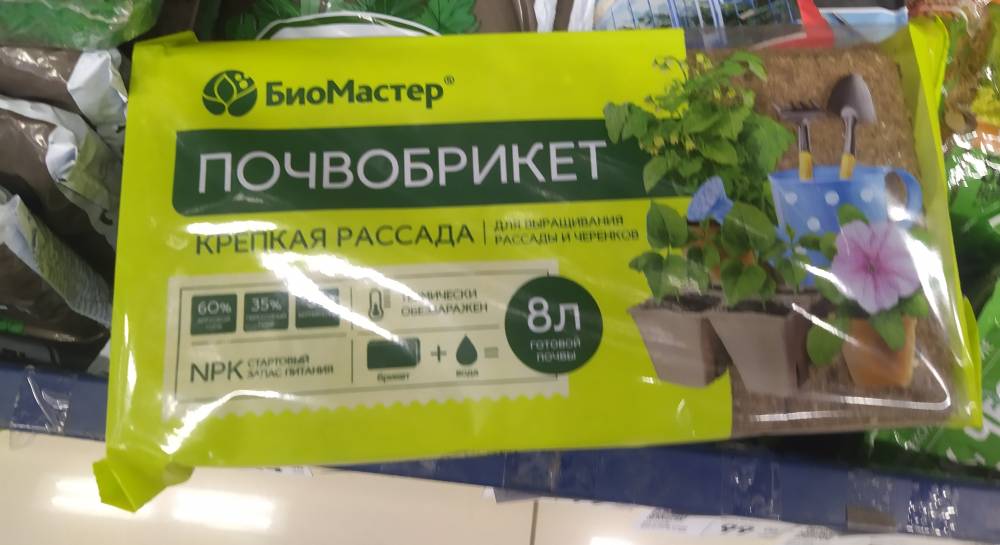 БиоМастер®
ПОЧВОБРИКЕТ
КРЕПКАЯ РАССАДА
ДЛЯ ВЫРАЩИВАНИЯ
РАССАДЫ И ЧЕРЕНКОВ
60% 35%
ТЕРМИЧЕСКИ
ОБЕЗЗАРАЖЕН
8л
ГОТОВОЙ
ПОЧВЫ
NPK СТАРТОВЫЙ
ЗАПАС ПИТАНИЯ
брикет + вода =